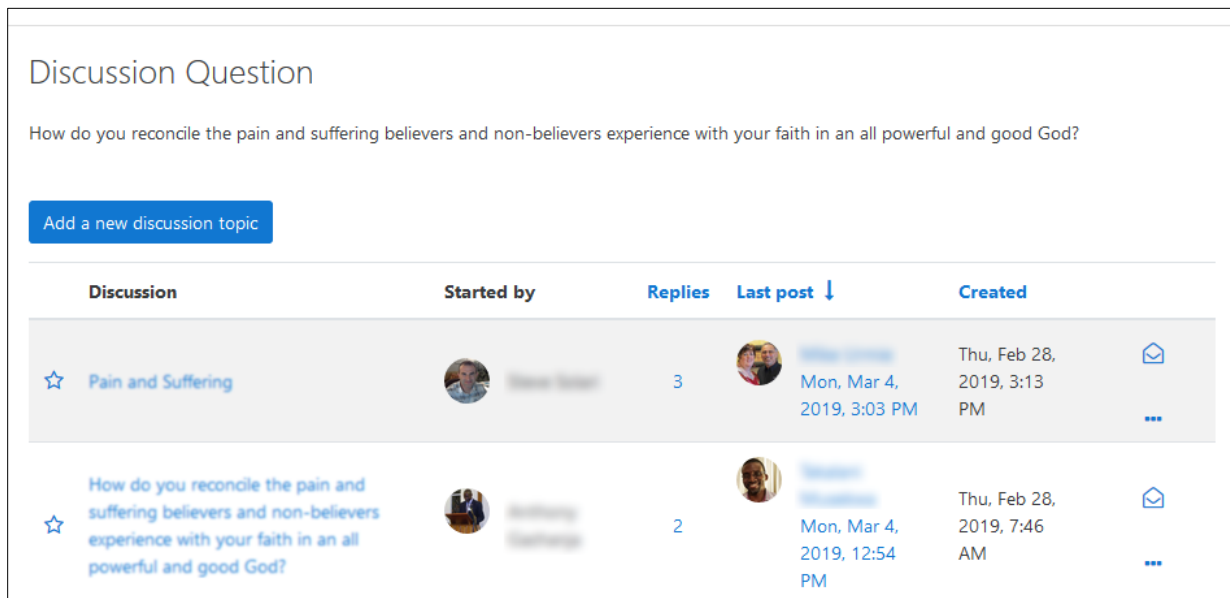 Discussion Question
How do you reconcile the pain and suffering believers and non-believers experience with your faith in an all powerful and good God?
Add a new discussion topic
Discussion Started by Replies Last post ↓ Created
Pain and Suffering
3
Mon, Mar 4,
2019, 3:03 PM
Thu, Feb 28,
2019, 3:13
PM
How do you reconcile the pain and
suffering believers and non-believers
experience with your faith in an all
powerful and good God?
2
Mon, Mar 4,
2019, 12:54
PM
Thu, Feb 28,
2019, 7:46
AM